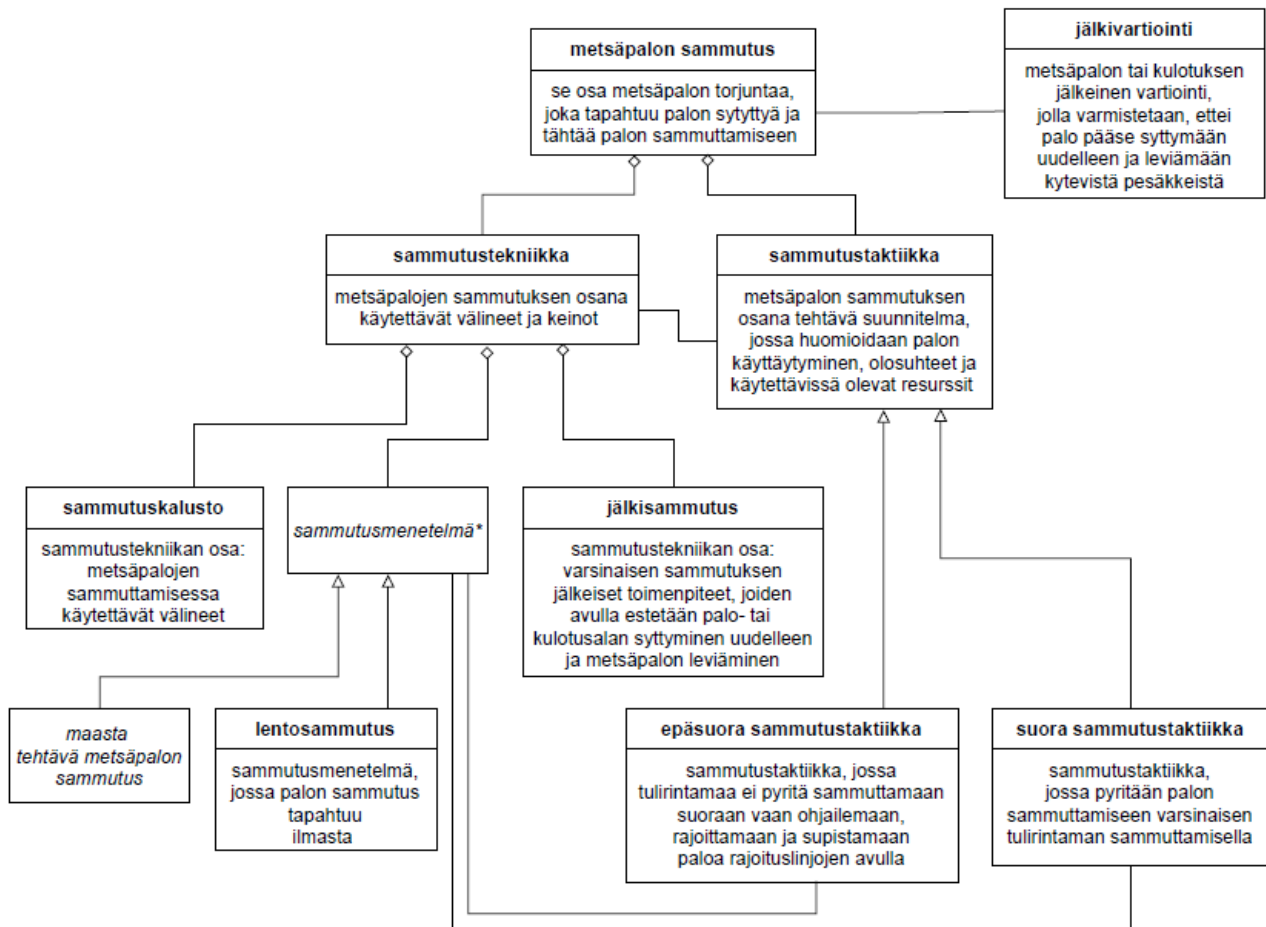 metsäpalon sammutus
se osa metsäpalon torjuntaa,
joka tapahtuu palon sytyttyä ja
tähtää palon sammuttamiseen
jälkivartiointi
metsäpalon tai kulotuksen
jälkeinen vartiointi,
jolla varmistetaan, ettei
palo pääse syttymään
uudelleen ja leviämään
kytevistä pesäkkeistä
sammutustekniikka
metsäpalojen sammutuksen osana
käytettävät välineet ja keinot
sammutustaktiikka
metsäpalon sammutuksen
osana tehtävä suunnitelma,
jossa huomioidaan palon
käyttäytyminen, olosuhteet ja
käytettävissä olevat resurssit
sammutuskalusto
sammutustekniikan osa:
metsäpalojen
sammuttamisessa
käytettävät välineet
sammutusmenetelmä*
jälkisammutus
sammutustekniikan osa:
varsinaisen sammutuksen
jälkeiset toimenpiteet, joiden
avulla estetään palo- tai
kulotusalan syttyminen uudelleen
ja metsäpalon leviäminen
maasta
tehtävä metsäpalon
sammutus
lentosammutus
sammutusmenetelmä,
jossa palon sammutus
tapahtuu
ilmasta
epäsuora sammutustaktiikka
sammutustaktiikka, jossa
tulirintamaa ei pyritä sammuttamaan
suoraan vaan ohjailemaan,
rajoittamaan ja supistamaan
paloa rajoituslinjojen avulla
suora sammutustaktiikka
sammutustaktiikka,
jossa pyritään palon
sammuttamiseen varsinaisen
tulirintaman sammuttamisella